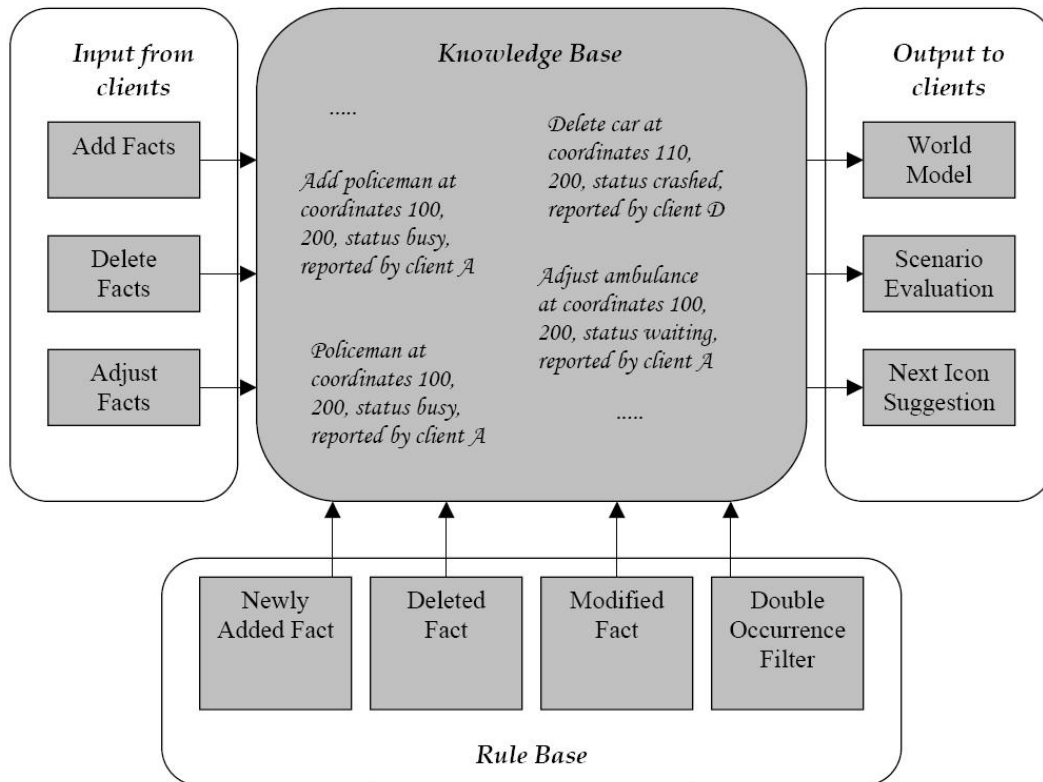 Input from
clients
Add Facts
Delete
Facts
Adjust
Facts
Knowledge Base
.....
Add policeman at
coordinates 100,
200, status busy,
reported by client A
Policeman at
coordinates 100,
200, status busy,
reported by client A
Delete car at
coordinates 110,
200, status crashed,
reported by client D
Adjust ambulance
at coordinates 100,
200, status waiting,
reported by client A
.....
Output to
clients
World
Model
Scenario
Evaluation
Next Icon
Suggestion
Newly
Added Fact
Deleted
Fact
Modified
Fact
Double
Occurrence
Filter
Rule Base